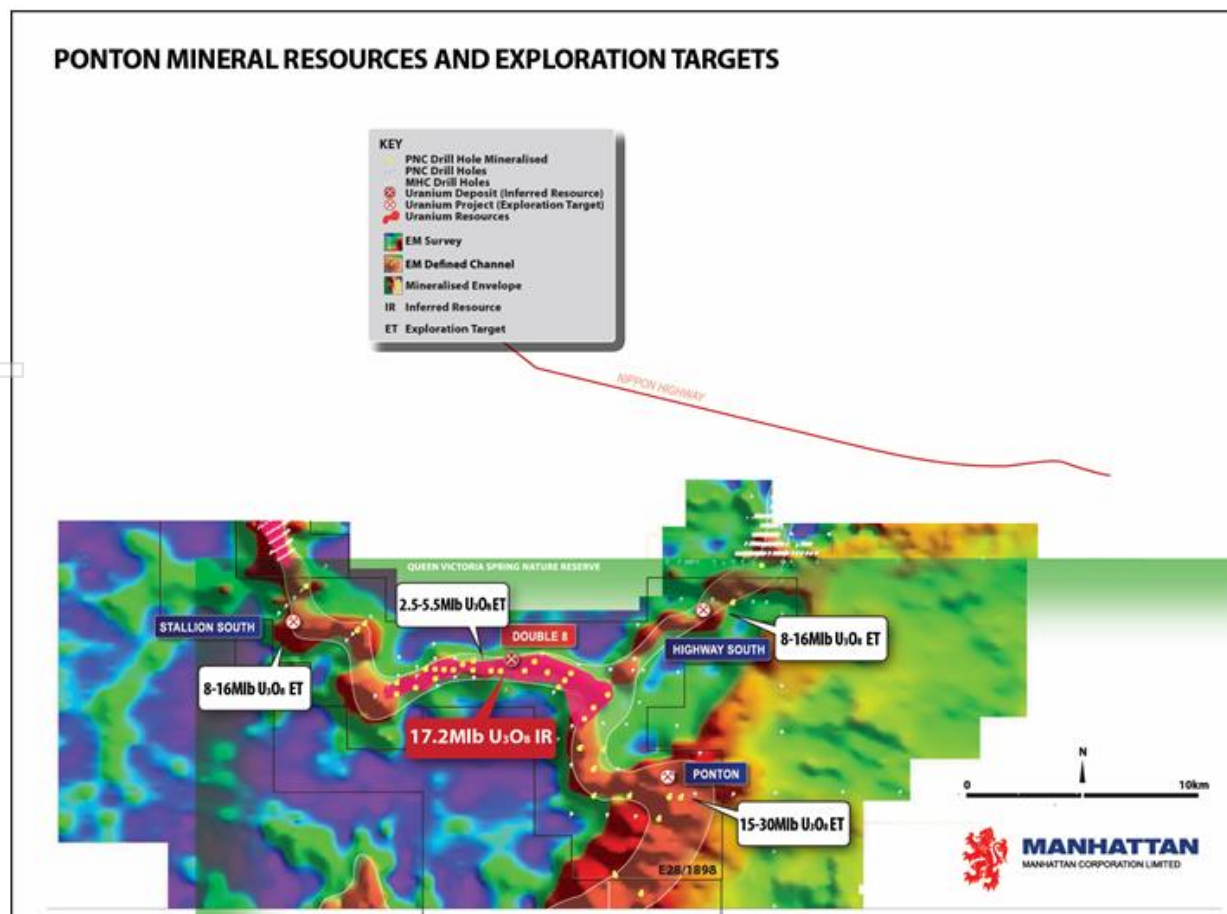 PONTON MINERAL RESOURCES AND EXPLORATION TARGETS
KEY
PNC Drill Hole Mineralised
PNC Drill Holes
MHC Drill Holes
Uranium Deposit (Inferred Resource)
Uranium Project (Exploration Target)
Uranium Resources
EM Survey
EM Defined Channel
Mineralised Envelope
IR Inferred Resource
ET Exploration Target
NIPPON HIGHWAY
QUEEN VICTORIA SPRING NATURE RESERVE
2.5-5.5Mlb U₃O₈ ET
STALLION SOUTH
DOUBLE 8
HIGHWAY SOUTH
8-16Mlb U₃O₈ ET
8-16Mlb U₃O₈ ET
17.2Mlb U₃O₈ IR
PONTON
15-30Mlb U₃O₈ ET
E28/1898
N
0 10km
MANHATTAN
MANHATTAN CORPORATION LIMITED